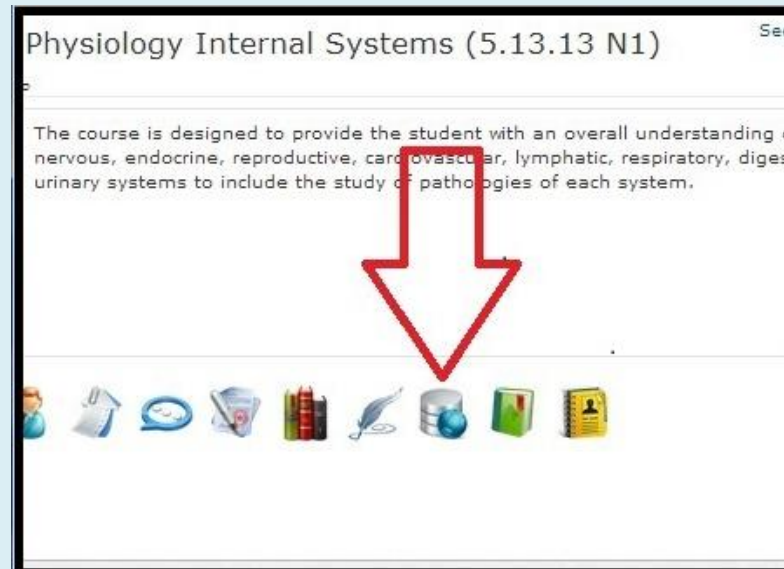 Physiology Internal Systems (5.13.13 N1)
The course is designed to provide the student with an overall understanding
nervous, endocrine, reproductive, cardiovascular, lymphatic, respiratory,
urinary systems to include the study of pathologies of each system.